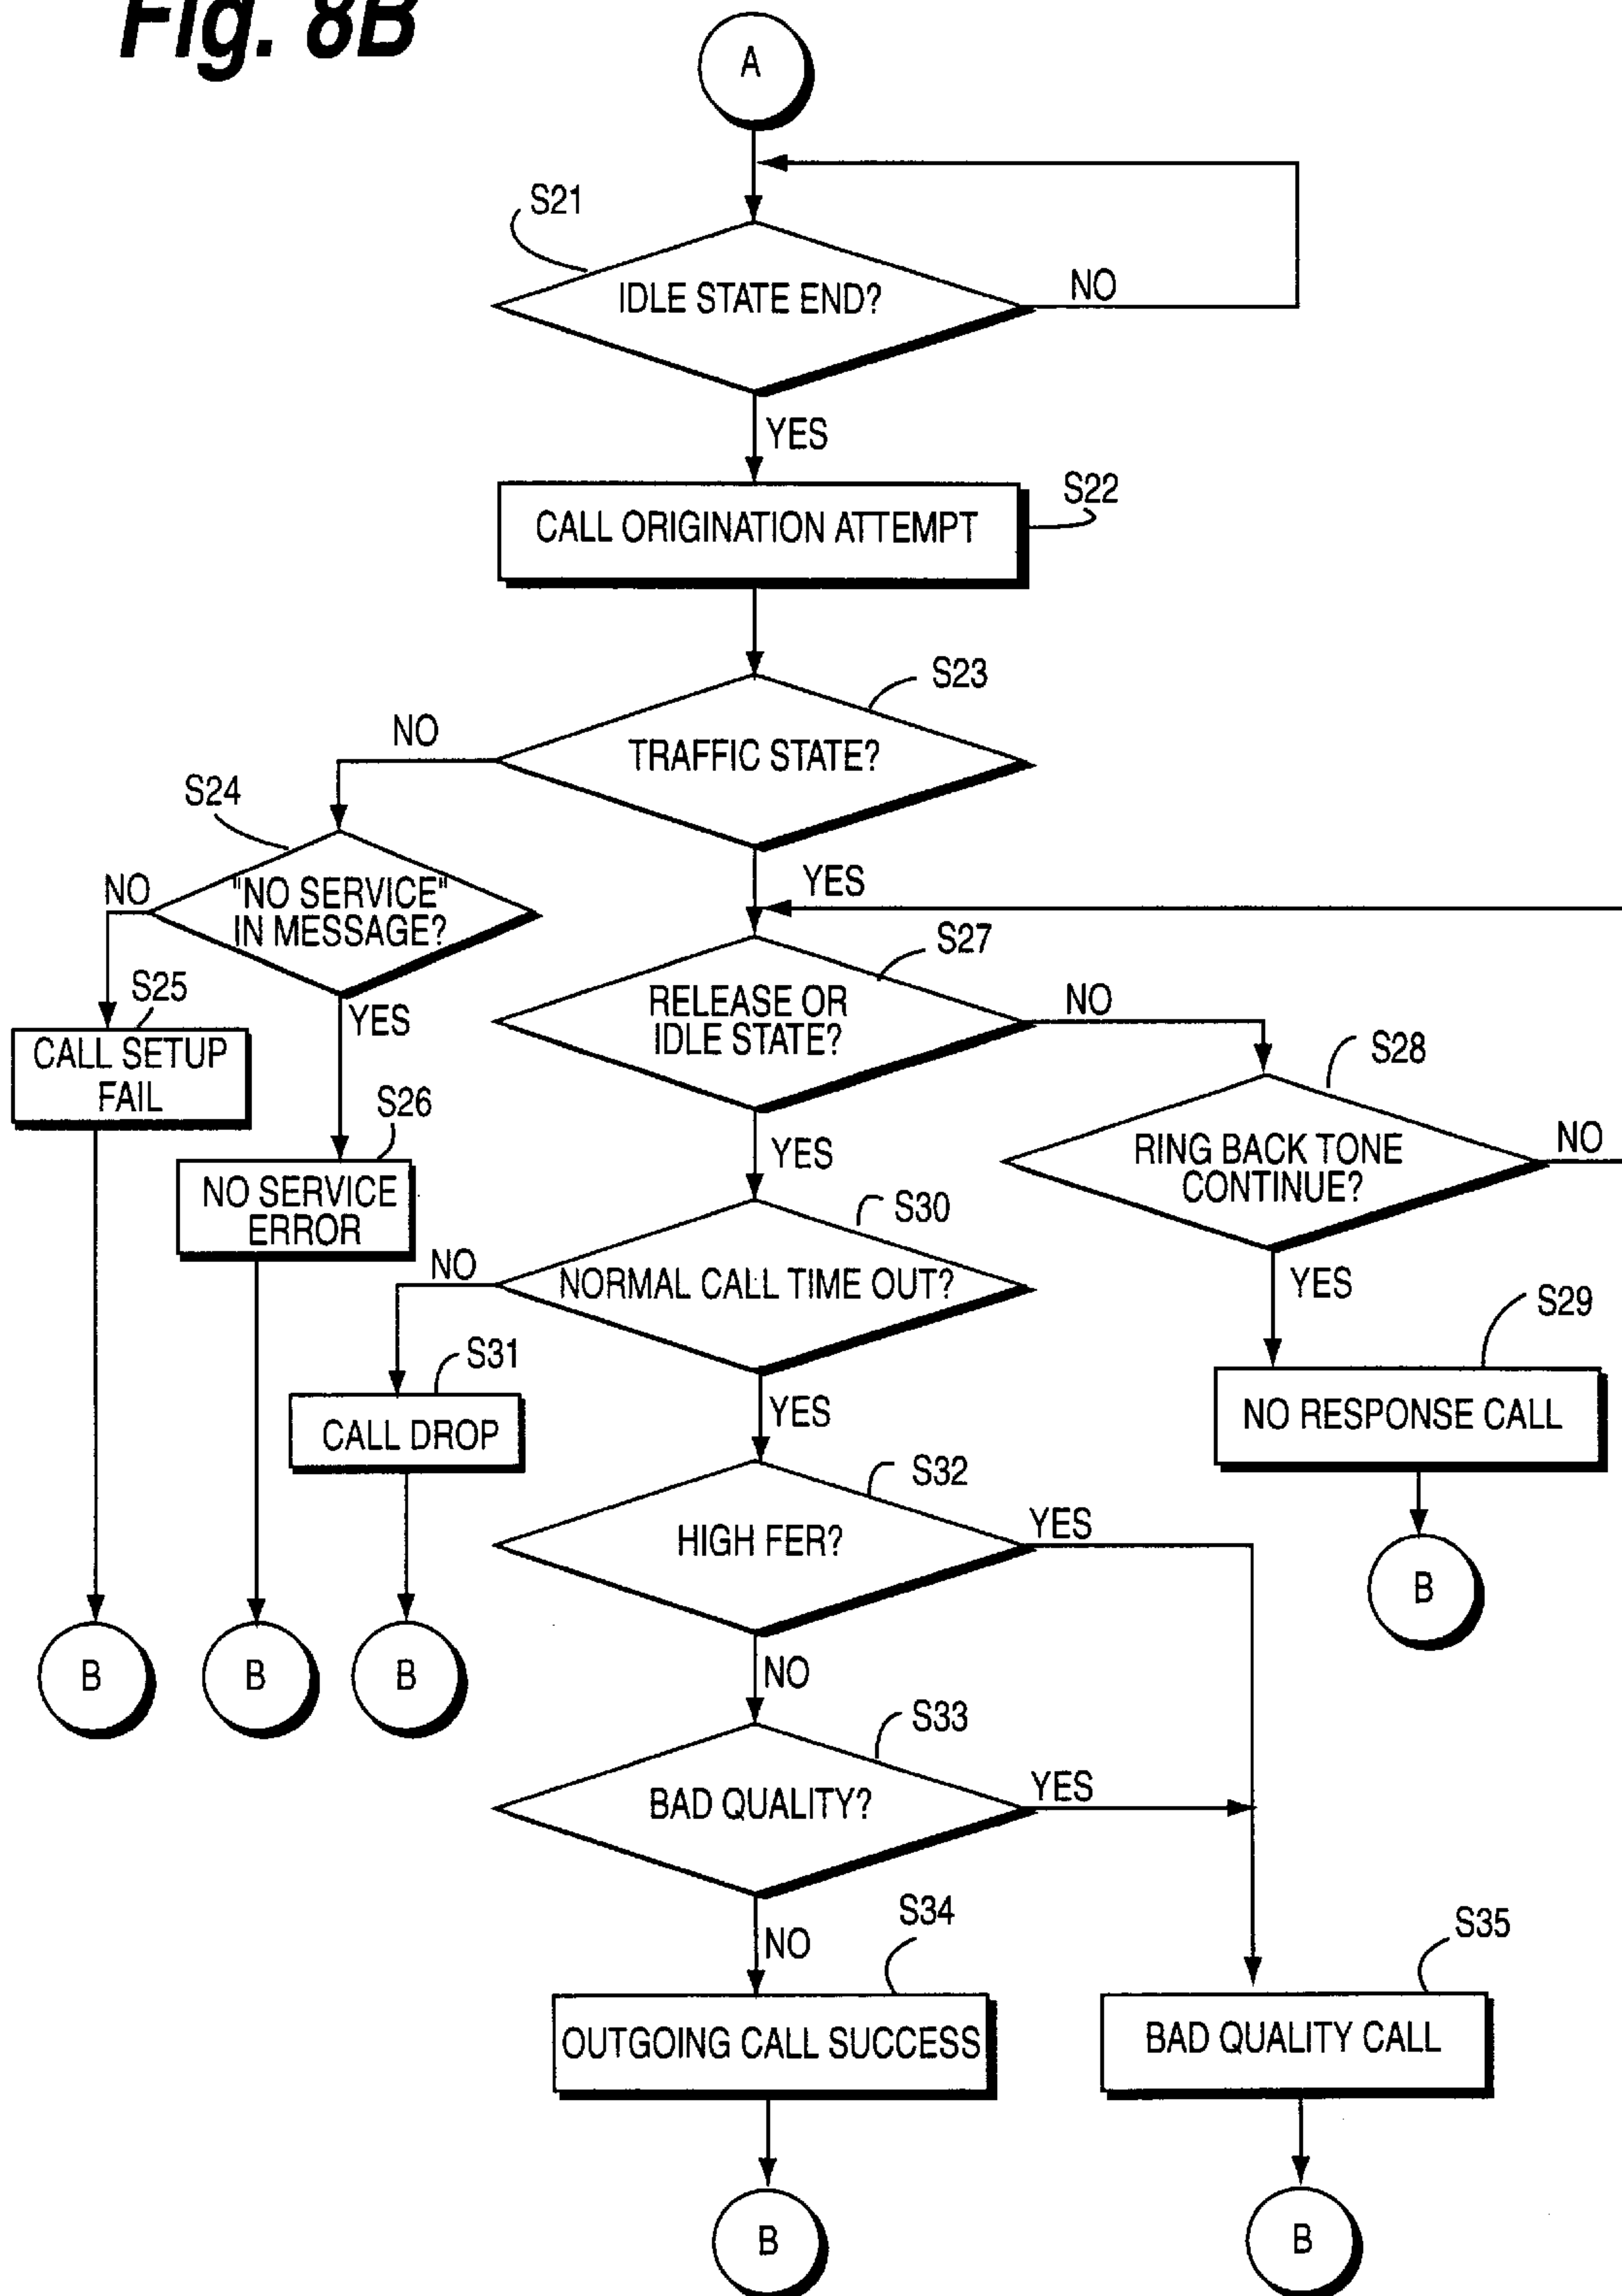 Fig. 8B
A
S21
IDLE STATE END?
NO
YES
CALL ORIGINATION ATTEMPT
S22
S23
TRAFFIC STATE?
NO
YES
S24
"NO SERVICE"
IN MESSAGE?
NO
YES
S25
CALL SETUP
FAIL
S26
NO SERVICE
ERROR
S27
RELEASE OR
IDLE STATE?
NO
YES
S28
RING BACK TONE
CONTINUE?
NO
YES
S29
NO RESPONSE CALL
B
S30
NORMAL CALL TIME OUT?
NO
YES
S31
CALL DROP
S32
HIGH FER?
YES
NO
B
B
B
S33
BAD QUALITY?
YES
NO
S34
OUTGOING CALL SUCCESS
S35
BAD QUALITY CALL
B
B